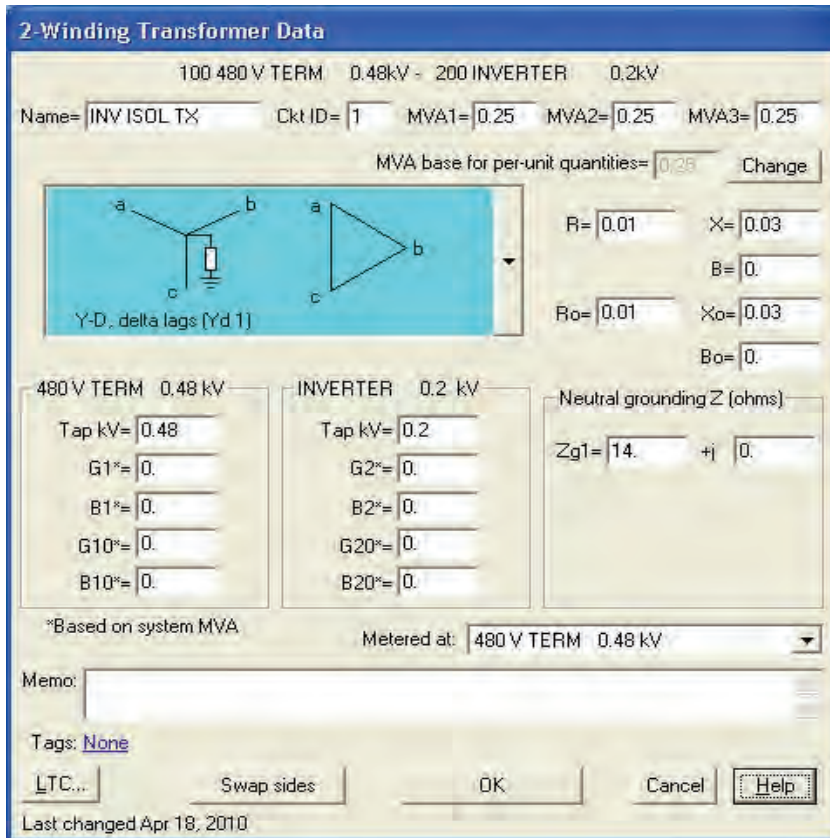 2-Winding Transformer Data
100 480 V TERM 0.48kV - 200 INVERTER 0.2kV
Name= INV ISOL TX Ckt ID= 1 MVA1= 0.25 MVA2= 0.25 MVA3= 0.25
MVA base for per-unit quantities= 0.25 Change
a b a b c c
Y-D, delta lags (Yd 1)
R= 0.01 X= 0.03
B= 0.
Ro= 0.01 Xo= 0.03
Bo= 0.
480 V TERM 0.48 kV
Tap kV= 0.48
G1*= 0.
B1*= 0.
G10*= 0.
B10*= 0.
INVERTER 0.2 kV
Tap kV= 0.2
G2*= 0.
B2*= 0.
G20*= 0.
B20*= 0.
Neutral grounding Z (ohms)
Zg1= 14. +j 0.
*Based on system MVA
Metered at: 480 V TERM 0.48 kV
Memo:
Tags: None
LTC... Swap sides OK Cancel Help
Last changed Apr 18, 2010